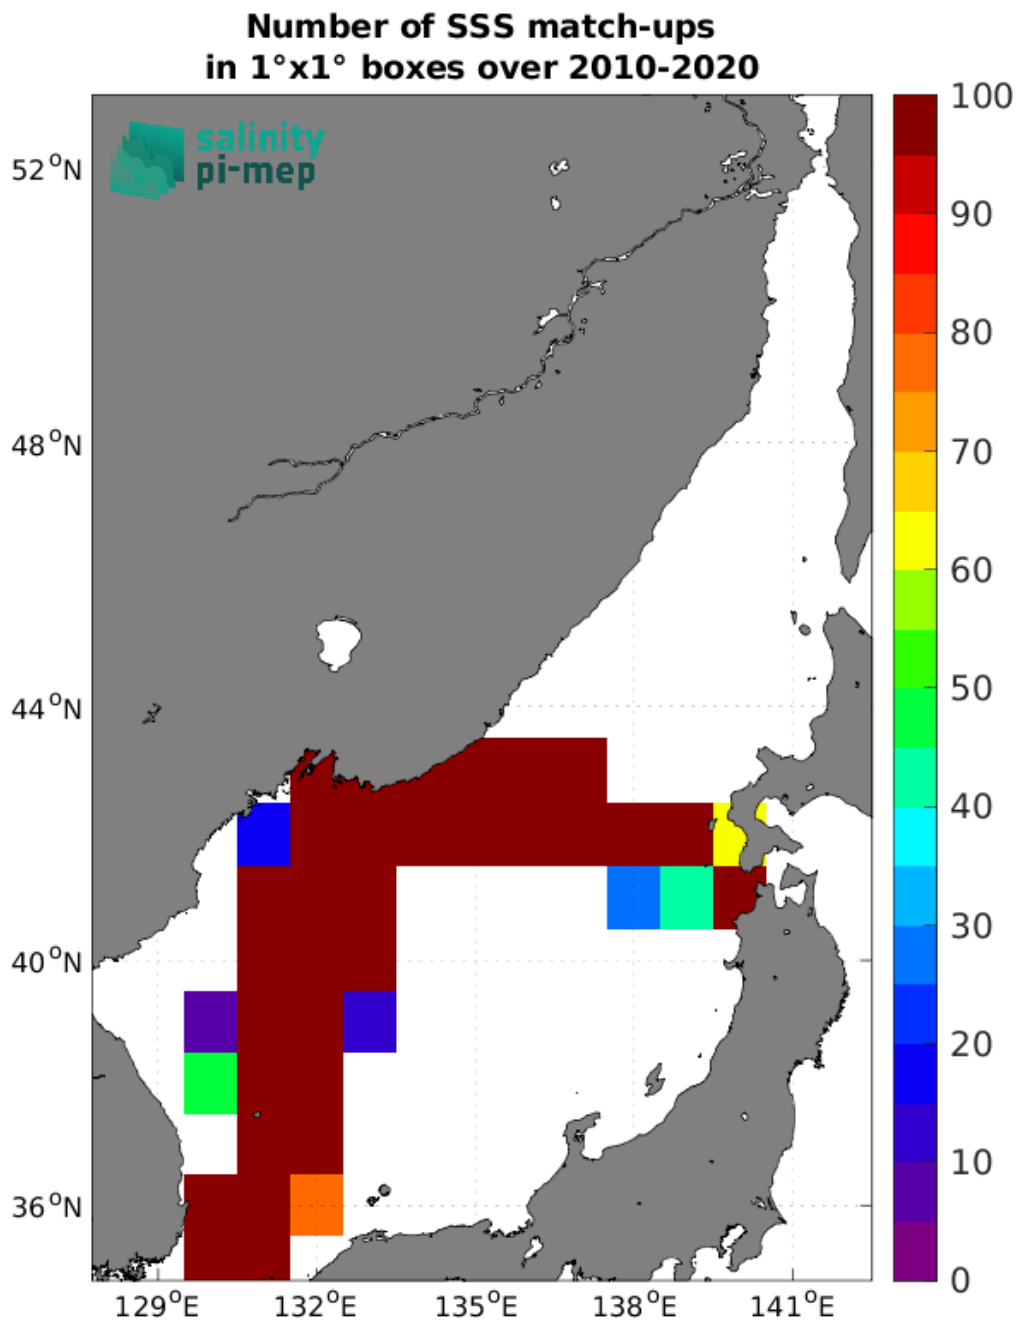 Number of SSS match-ups
in 1°x1° boxes over 2010-2020
salinity
pi-mep
52°N
48°N
44°N
40°N
36°N
129°E 132°E 135°E 138°E 141°E
100
90
80
70
60
50
40
30
20
10
0